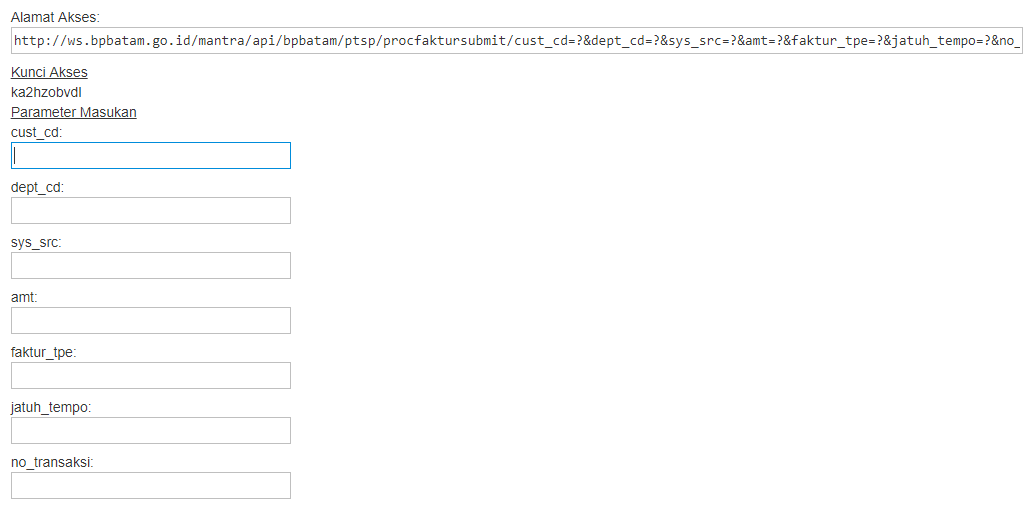 Alamat Akses:
http://ws.bpbatam.go.id/mantra/api/bpbatam/ptsp/procfaktursubmit/cust_cd=?&dept_cd=?&sys_src=?&amt=?&faktur_tpe=?&jatuh_tempo=?&no_
Kunci Akses
ka2hzobvdl
Parameter Masukan
cust_cd:
dept_cd:
sys_src:
amt:
faktur_tpe:
jatuh_tempo:
no_transaksi: